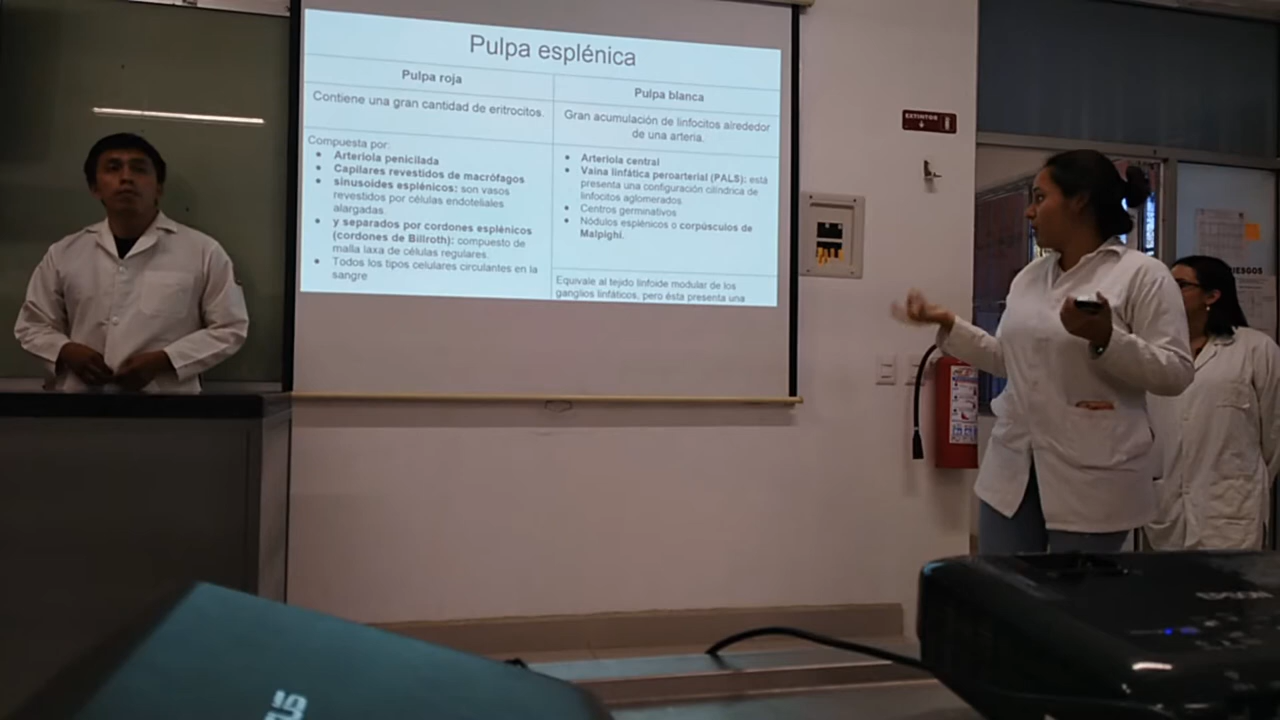 Pulpa esplénica
Pulpa roja
Contiene una gran cantidad de eritrocitos.
Compuesta por:
Arteriola penicilada
Capilares revestidos de macrófagos
sinusoides esplénicos: son vasos
revestidos por células endoteliales
alargadas.
y separados por cordones esplénicos
(cordones de Billroth): compuesto de
malla laxa de células regulares.
Todos los tipos celulares circulantes en la
sangre
Pulpa blanca
Gran acumulación de linfocitos alrededor
de una arteria.
Arteriola central
Vaina linfática peroarterial (PALS): está
presenta una configuración cilíndrica de
linfocitos aglomerados.
Centros germinativos
Nódulos esplénicos o corpúsculos de
Malpighi.
Equivale al tejido linfoide modular de los
ganglios linfáticos, pero ésta presenta una
EXTINTOR
IESGOS
EPSON